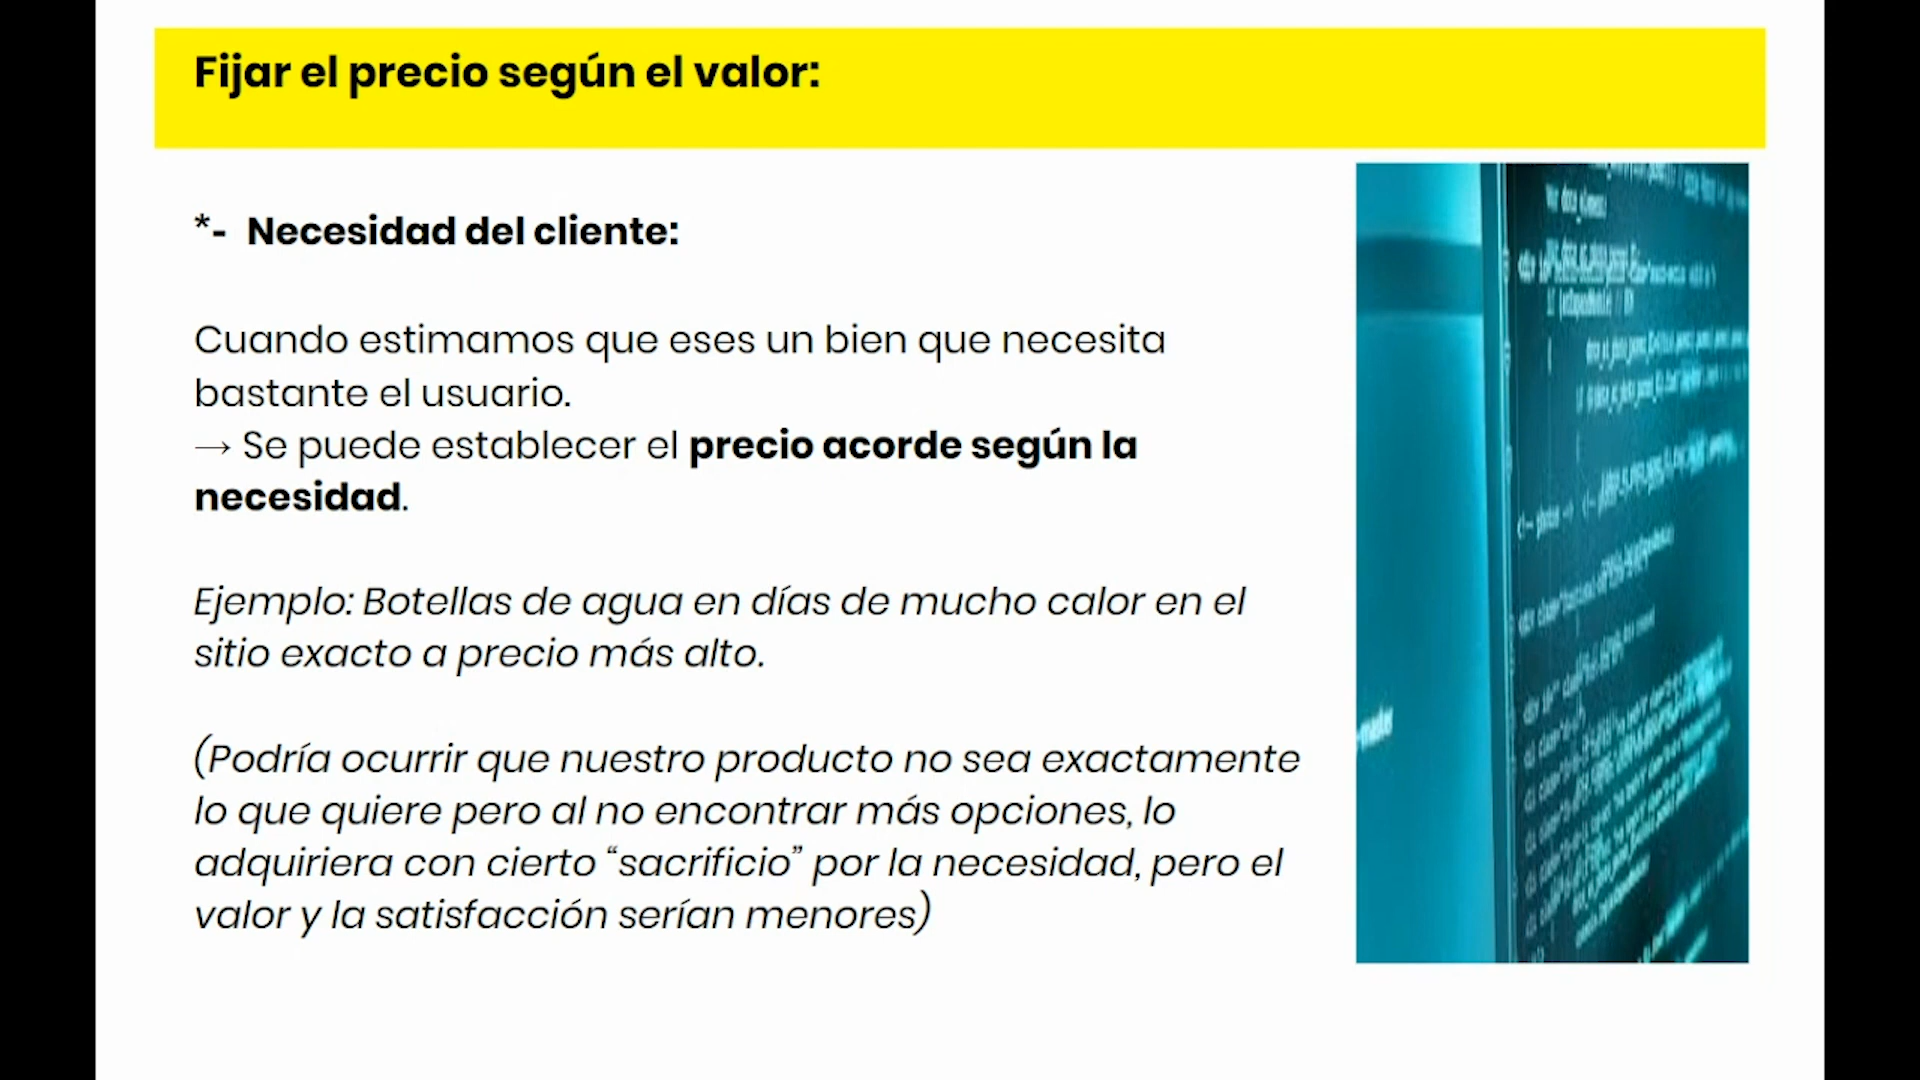 Fijar el precio según el valor:
*- Necesidad del cliente:
Cuando estimamos que eses un bien que necesita
bastante el usuario.
→ Se puede establecer el precio acorde según la
necesidad.
Ejemplo: Botellas de agua en días de mucho calor en el
sitio exacto a precio más alto.
(Podría ocurrir que nuestro producto no sea exactamente
lo que quiere pero al no encontrar más opciones, lo
adquiriera con cierto “sacrificio” por la necesidad, pero el
valor y la satisfacción serían menores)